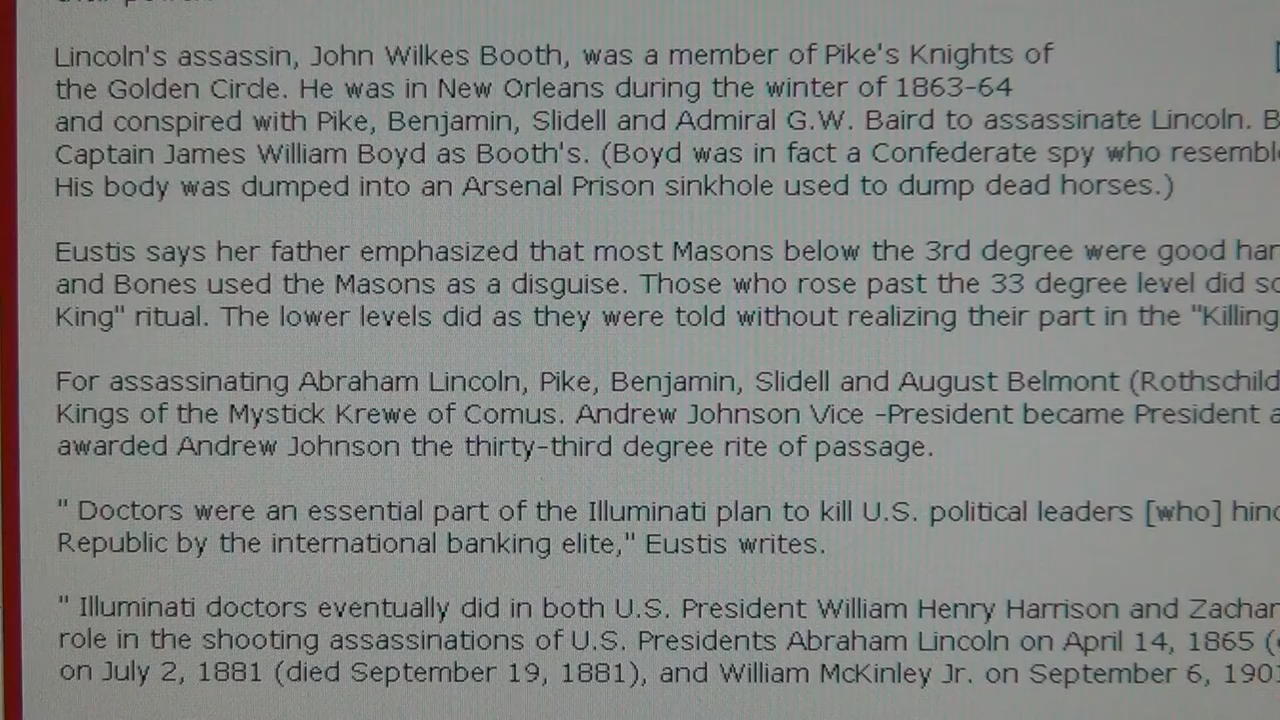 Lincoln's assassin, John Wilkes Booth, was a member of Pike's Knights of
the Golden Circle. He was in New Orleans during the winter of 1863-64
and conspired with Pike, Benjamin, Slidell and Admiral G.W. Baird to assassinate Lincoln.
Captain James William Boyd as Booth's. (Boyd was in fact a Confederate spy who
His body was dumped into an Arsenal Prison sinkhole used to dump dead horses.)
Eustis says her father emphasized that most Masons below the 3rd degree were good
and Bones used the Masons as a disguise. Those who rose past the 33 degree level did
King" ritual. The lower levels did as they were told without realizing their part in the "Killing
For assassinating Abraham Lincoln, Pike, Benjamin, Slidell and August Belmont (Rothschild
Kings of the Mystick Krewe of Comus. Andrew Johnson Vice -President became President
awarded Andrew Johnson the thirty-third degree rite of passage.
" Doctors were an essential part of the Illuminati plan to kill U.S. political leaders [who]
Republic by the international banking elite," Eustis writes.
" Illuminati doctors eventually did in both U.S. President William Henry Harrison and
role in the shooting assassinations of U.S. Presidents Abraham Lincoln on April 14, 1865
on July 2, 1881 (died September 19, 1881), and William McKinley Jr. on September 6,